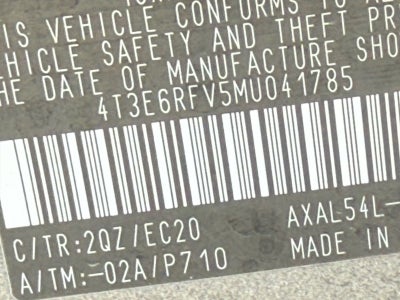 IS VEHICLE CONFORMS TO
HICLE SAFETY AND THEFT PR
HE DATE OF MANUFACTURE SHO
4T3E6RFV5MU041785
C/TR:2QZ/EC20 AXAL54L-
A/TM:-02A/P710 MADE IN